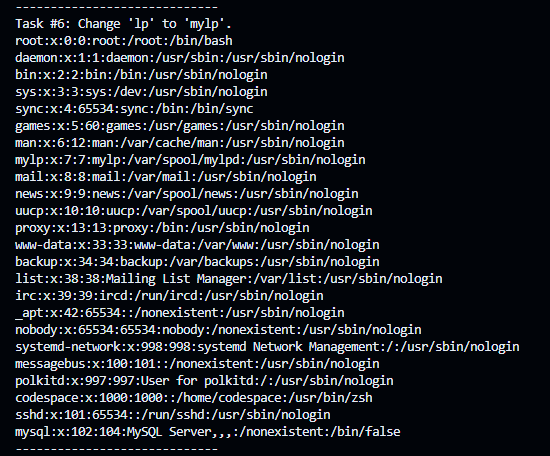 -----------------------------
Task #6: Change 'lp' to 'mylp'.
root:x:0:0:root:/root:/bin/bash
daemon:x:1:1:daemon:/usr/sbin:/usr/sbin/nologin
bin:x:2:2:bin:/bin:/usr/sbin/nologin
sys:x:3:3:sys:/dev:/usr/sbin/nologin
sync:x:4:65534:sync:/bin:/bin/sync
games:x:5:60:games:/usr/games:/usr/sbin/nologin
man:x:6:12:man:/var/cache/man:/usr/sbin/nologin
mylp:x:7:7:mylp:/var/spool/mylpd:/usr/sbin/nologin
mail:x:8:8:mail:/var/mail:/usr/sbin/nologin
news:x:9:9:news:/var/spool/news:/usr/sbin/nologin
uucp:x:10:10:uucp:/var/spool/uucp:/usr/sbin/nologin
proxy:x:13:13:proxy:/bin:/usr/sbin/nologin
www-data:x:33:33:www-data:/var/www:/usr/sbin/nologin
backup:x:34:34:backup:/var/backups:/usr/sbin/nologin
list:x:38:38:Mailing List Manager:/var/list:/usr/sbin/nologin
irc:x:39:39:ircd:/run/ircd:/usr/sbin/nologin
_apt:x:42:65534::/nonexistent:/usr/sbin/nologin
nobody:x:65534:65534:nobody:/nonexistent:/usr/sbin/nologin
systemd-network:x:998:998:systemd Network Management:/:/usr/sbin/nologin
messagebus:x:100:101::/nonexistent:/usr/sbin/nologin
polkitd:x:997:997:User for polkitd:/:/usr/sbin/nologin
codespace:x:1000:1000::/home/codespace:/usr/bin/zsh
sshd:x:101:65534::/run/sshd:/usr/sbin/nologin
mysql:x:102:104:MySQL Server,,,:/nonexistent:/bin/false
-----------------------------